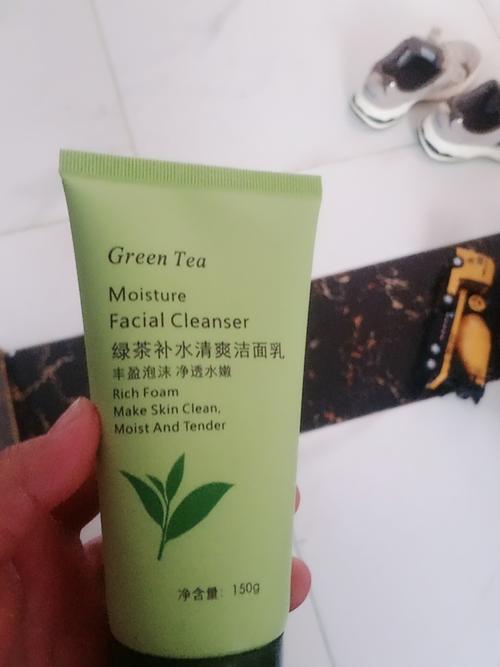 Green Tea
Moisture
Facial Cleanser
绿茶补水清爽洁面乳
丰盈泡沫 净透水嫩
Rich Foam
Make Skin Clean,
Moist And Tender
净含量: 150g